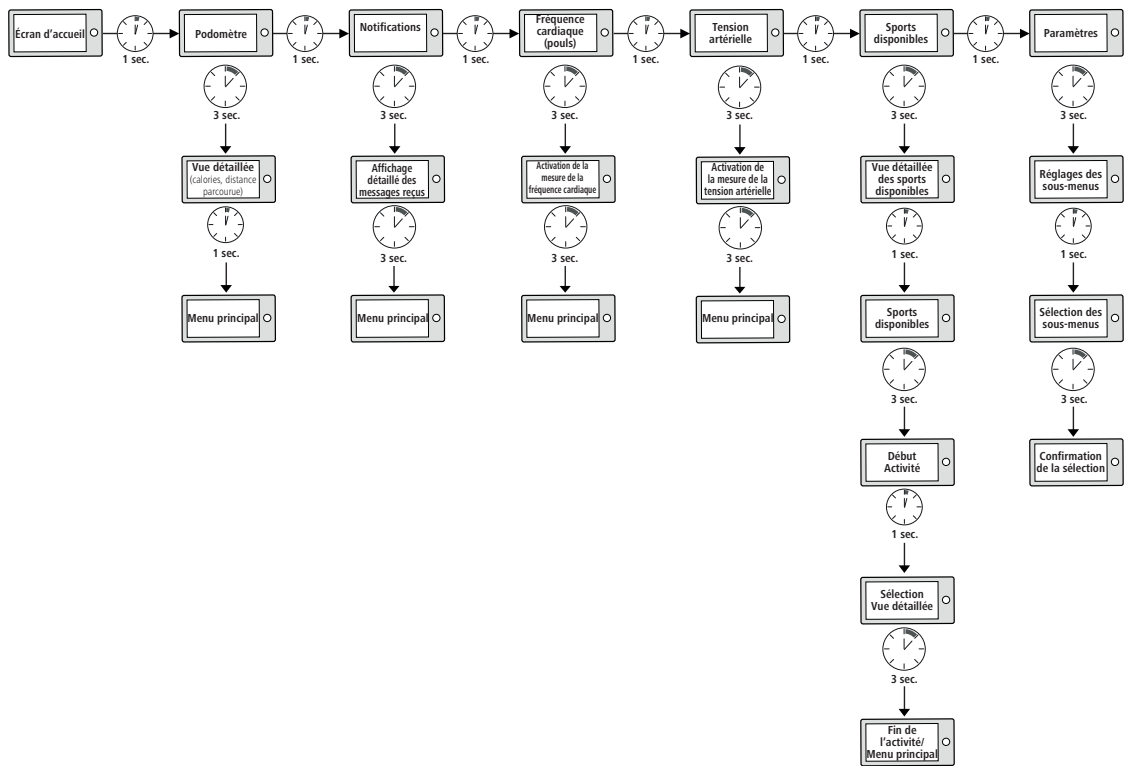 Écran d'accueil
1 sec.
Podomètre
1 sec.
Notifications
1 sec.
Fréquence
cardiaque
(pouls)
1 sec.
Tension
artérielle
1 sec.
Sports
disponibles
1 sec.
Paramètres
3 sec.
3 sec.
3 sec.
3 sec.
3 sec.
3 sec.
Vue détaillée
(calories, distance
parcourue)
Affichage
détaillé des
messages reçus
Activation de la
mesure de la
fréquence cardiaque
Activation de
la mesure de la
tension artérielle
Vue détaillée
des sports
disponibles
Réglages des
sous-menus
1 sec.
3 sec.
3 sec.
3 sec.
1 sec.
1 sec.
Menu principal
Menu principal
Menu principal
Menu principal
Sports
disponibles
Sélection des
sous-menus
3 sec.
3 sec.
Début
Activité
Confirmation
de la sélection
1 sec.
Sélection
Vue détaillée
3 sec.
Fin de
l'activité/
Menu principal